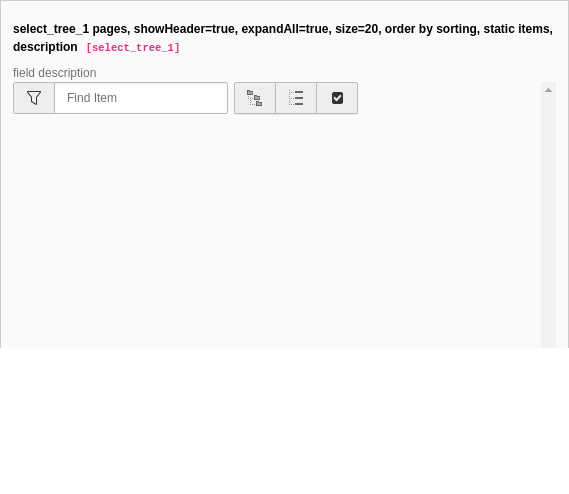 select_tree_1 pages, showHeader=true, expandAll=true, size=20, order by sorting, static items,
description [select_tree_1]
field description
Find Item